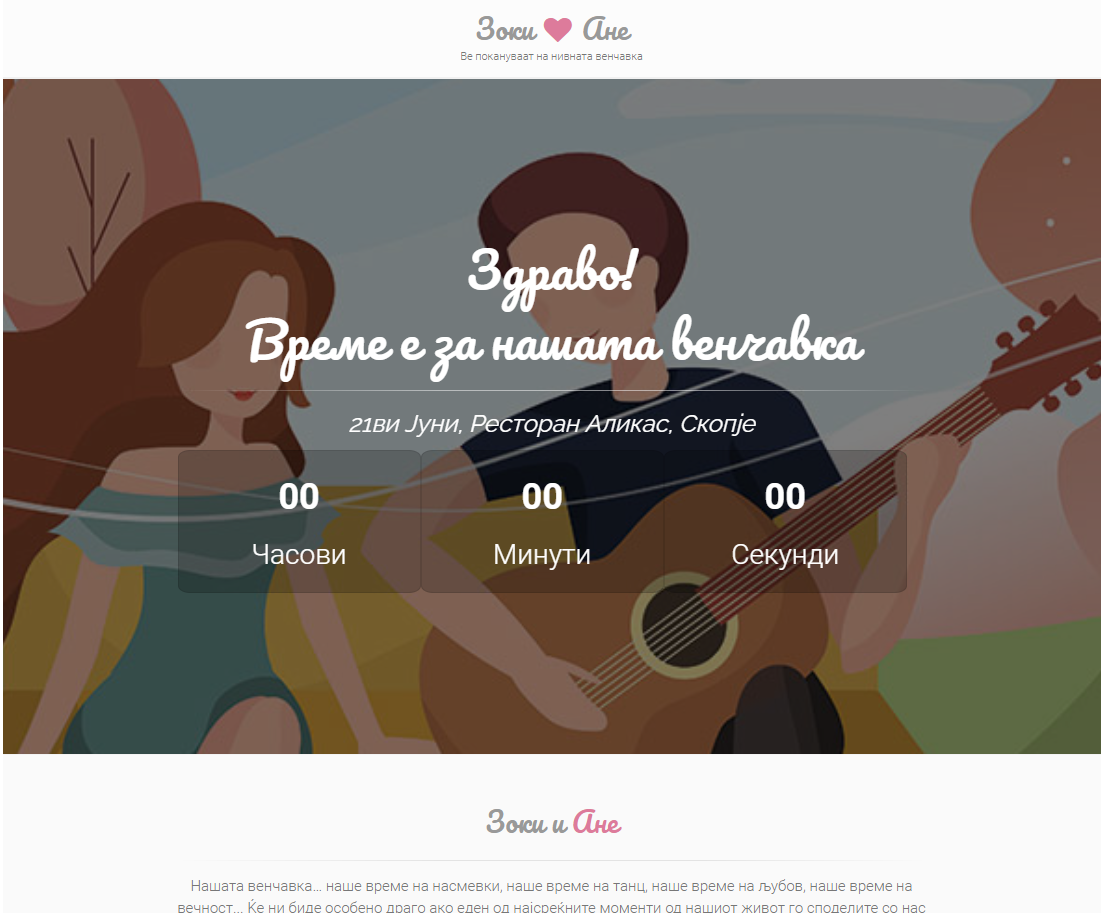 Зоки Ане
Ве покануваат на нивната венчавка
Здраво!
Време е за нашата венчавка
21ви Јуни, Ресторан Аликас, Скопје
00 00 00
Часови Минути Секунди
Зоки и Ане
Нашата венчавка... наше време на насмевки, наше време на танц, наше време на љубов, наше време на
вечност... Ќе ни биде особено драго ако еден од најсреќните моменти од нашиот живот го споделите со нас